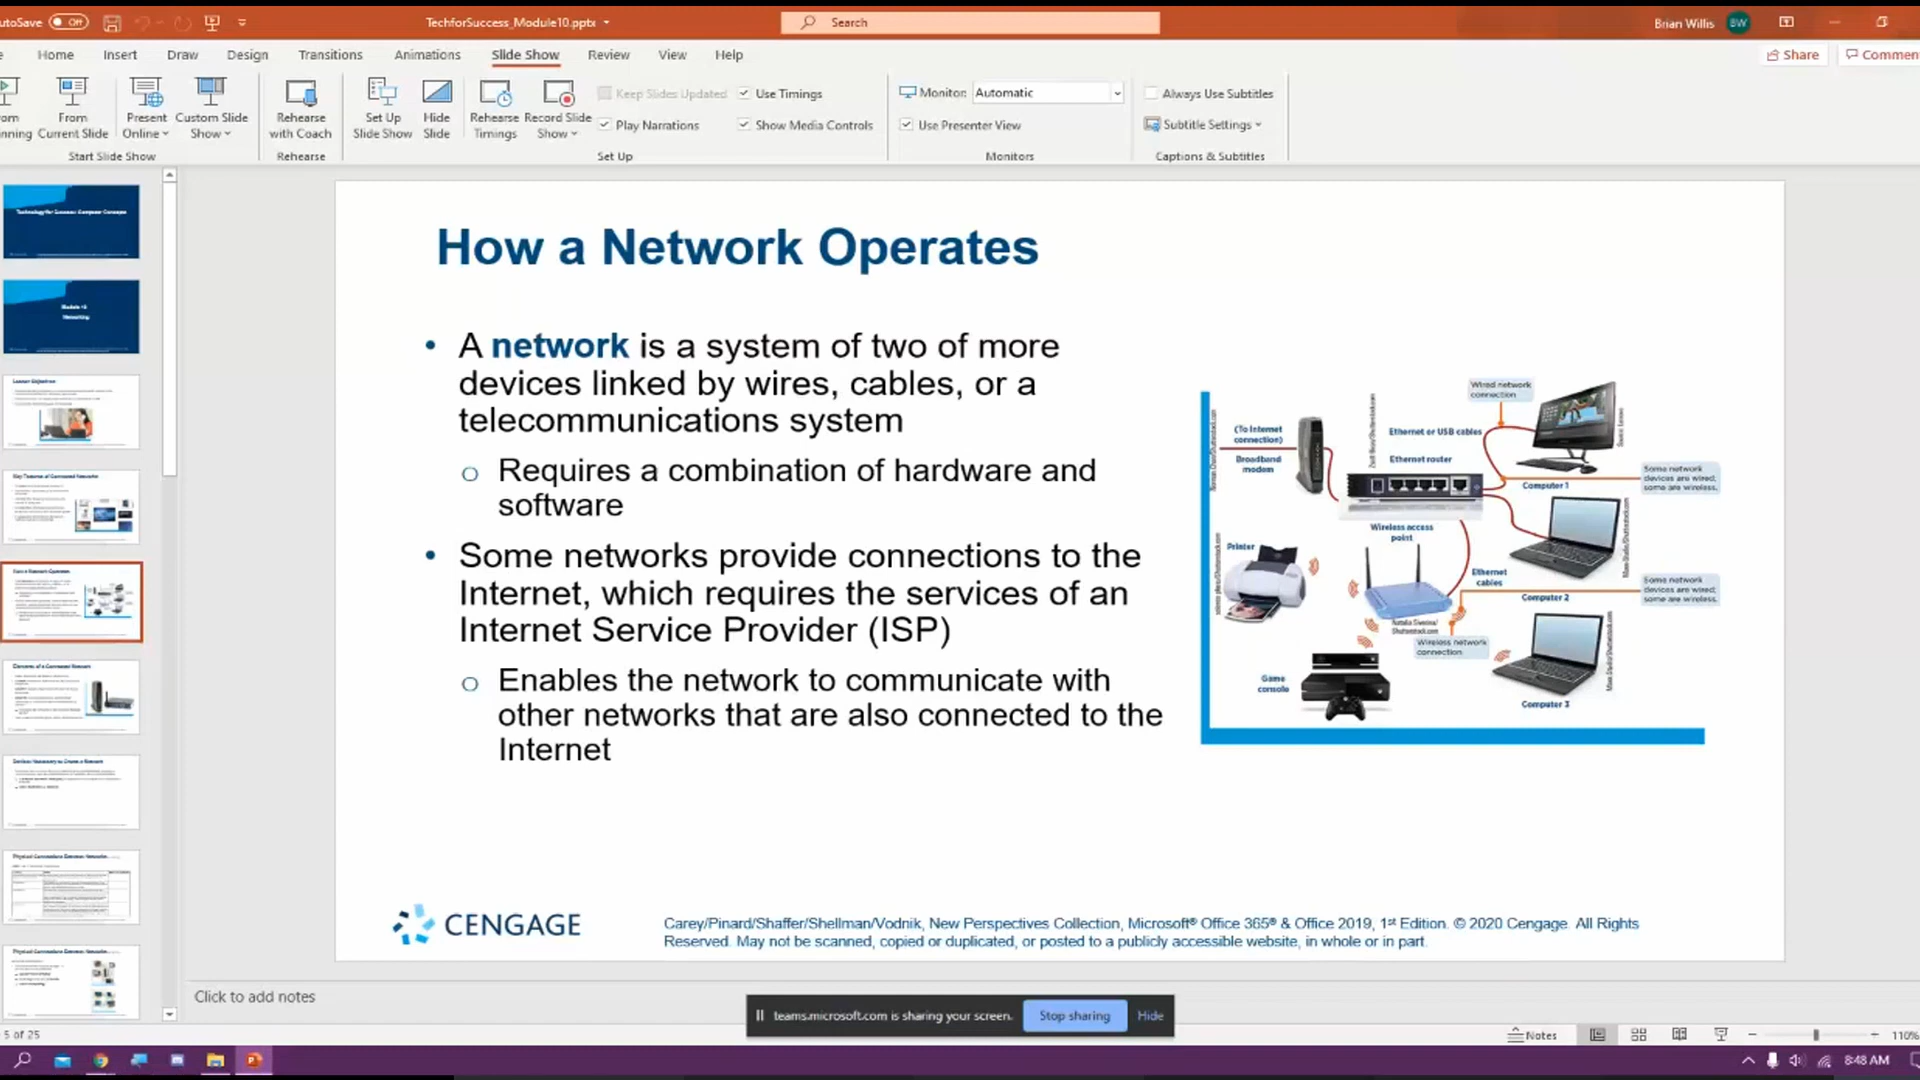 utoSave Off TechforSuccess_Module10.pptx Search Brian Willis BW
Home Insert Draw Design Transitions Animations Slide Show Review View Help Share Commen
From Current Slide
Present Online
Custom Slide Show
Start Slide Show
Rehearse with Coach
Rehearse
Set Up Slide Show
Hide Slide
Rehearse Timings
Record Slide Show
Keep Slides Updated
Play Narrations
Use Timings
Show Media Controls
Set Up
Monitor: Automatic
Use Presenter View
Monitors
Always Use Subtitles
Subtitle Settings
Captions & Subtitles
Technology for Success: Computer Concepts
Module 10
Networking
How a Network Operates
• A network is a system of two of more
devices linked by wires, cables, or a
telecommunications system
o Requires a combination of hardware and
software
• Some networks provide connections to the
Internet, which requires the services of an
Internet Service Provider (ISP)
o Enables the network to communicate with
other networks that are also connected to the
Internet
Wired network
connection
(To Internet
connection)
Broadband
modem
Ethernet or USB cables
Ethernet router
Computer 1
Some network
devices are wired;
some are wireless.
Wireless access
point
Printer
Ethernet
cables
Computer 2
Some network
devices are wired;
some are wireless.
Wireless network
connection
Game
console
Computer 3
CENGAGE
Carey/Pinard/Shaffer/Shellman/Vodnik, New Perspectives Collection, Microsoft® Office 365® & Office 2019, 1st Edition. © 2020 Cengage. All Rights
Reserved. May not be scanned, copied or duplicated, or posted to a publicly accessible website, in whole or in part.
Click to add notes
teams.microsoft.com is sharing your screen. Stop sharing Hide
5 of 25 Notes 110%
8:48 AM